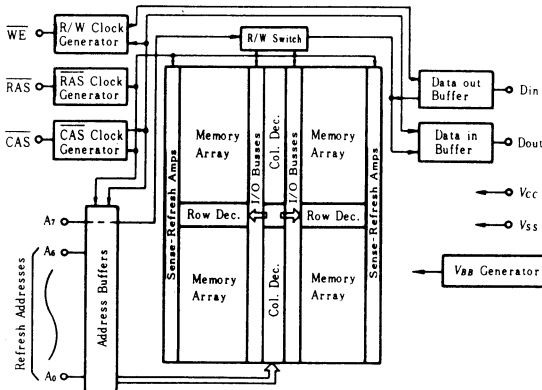 WE
R/W Clock
Generator
RAS
RAS Clock
Generator
CAS
CAS Clock
Generator
R/W Switch
Data out
Buffer
Din
Data in
Buffer
Dout
VCC
VSS
VBB Generator
A7
A6
A0
Refresh Addresses
Address Buffers
Sense-Refresh Amps
Memory
Array
I/O Busses
Col. Dec.
I/O Busses
Memory
Array
Sense-Refresh Amps
Row Dec.
Row Dec.
Memory
Array
Col. Dec.
Memory
Array